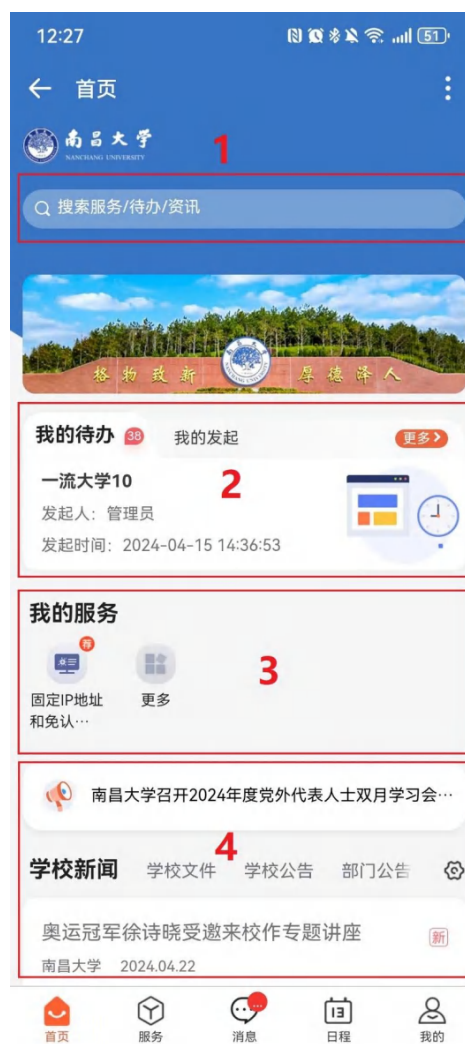 12:27
51
首页
南昌大学
NANCHANG UNIVERSITY
1
搜索服务/待办/资讯
格物致新
厚德泽人
我的待办 38 我的发起 更多
一流大学10
2
发起人：管理员
发起时间：2024-04-15 14:36:53
我的服务
荐
3
固定IP地址
和免认…
更多
南昌大学召开2024年度党外代表人士双月学习会…
4
学校新闻 学校文件 学校公告 部门公告
奥运冠军徐诗晓受邀来校作专题讲座
新
南昌大学 2024.04.22
13
首页 服务 消息 日程 我的